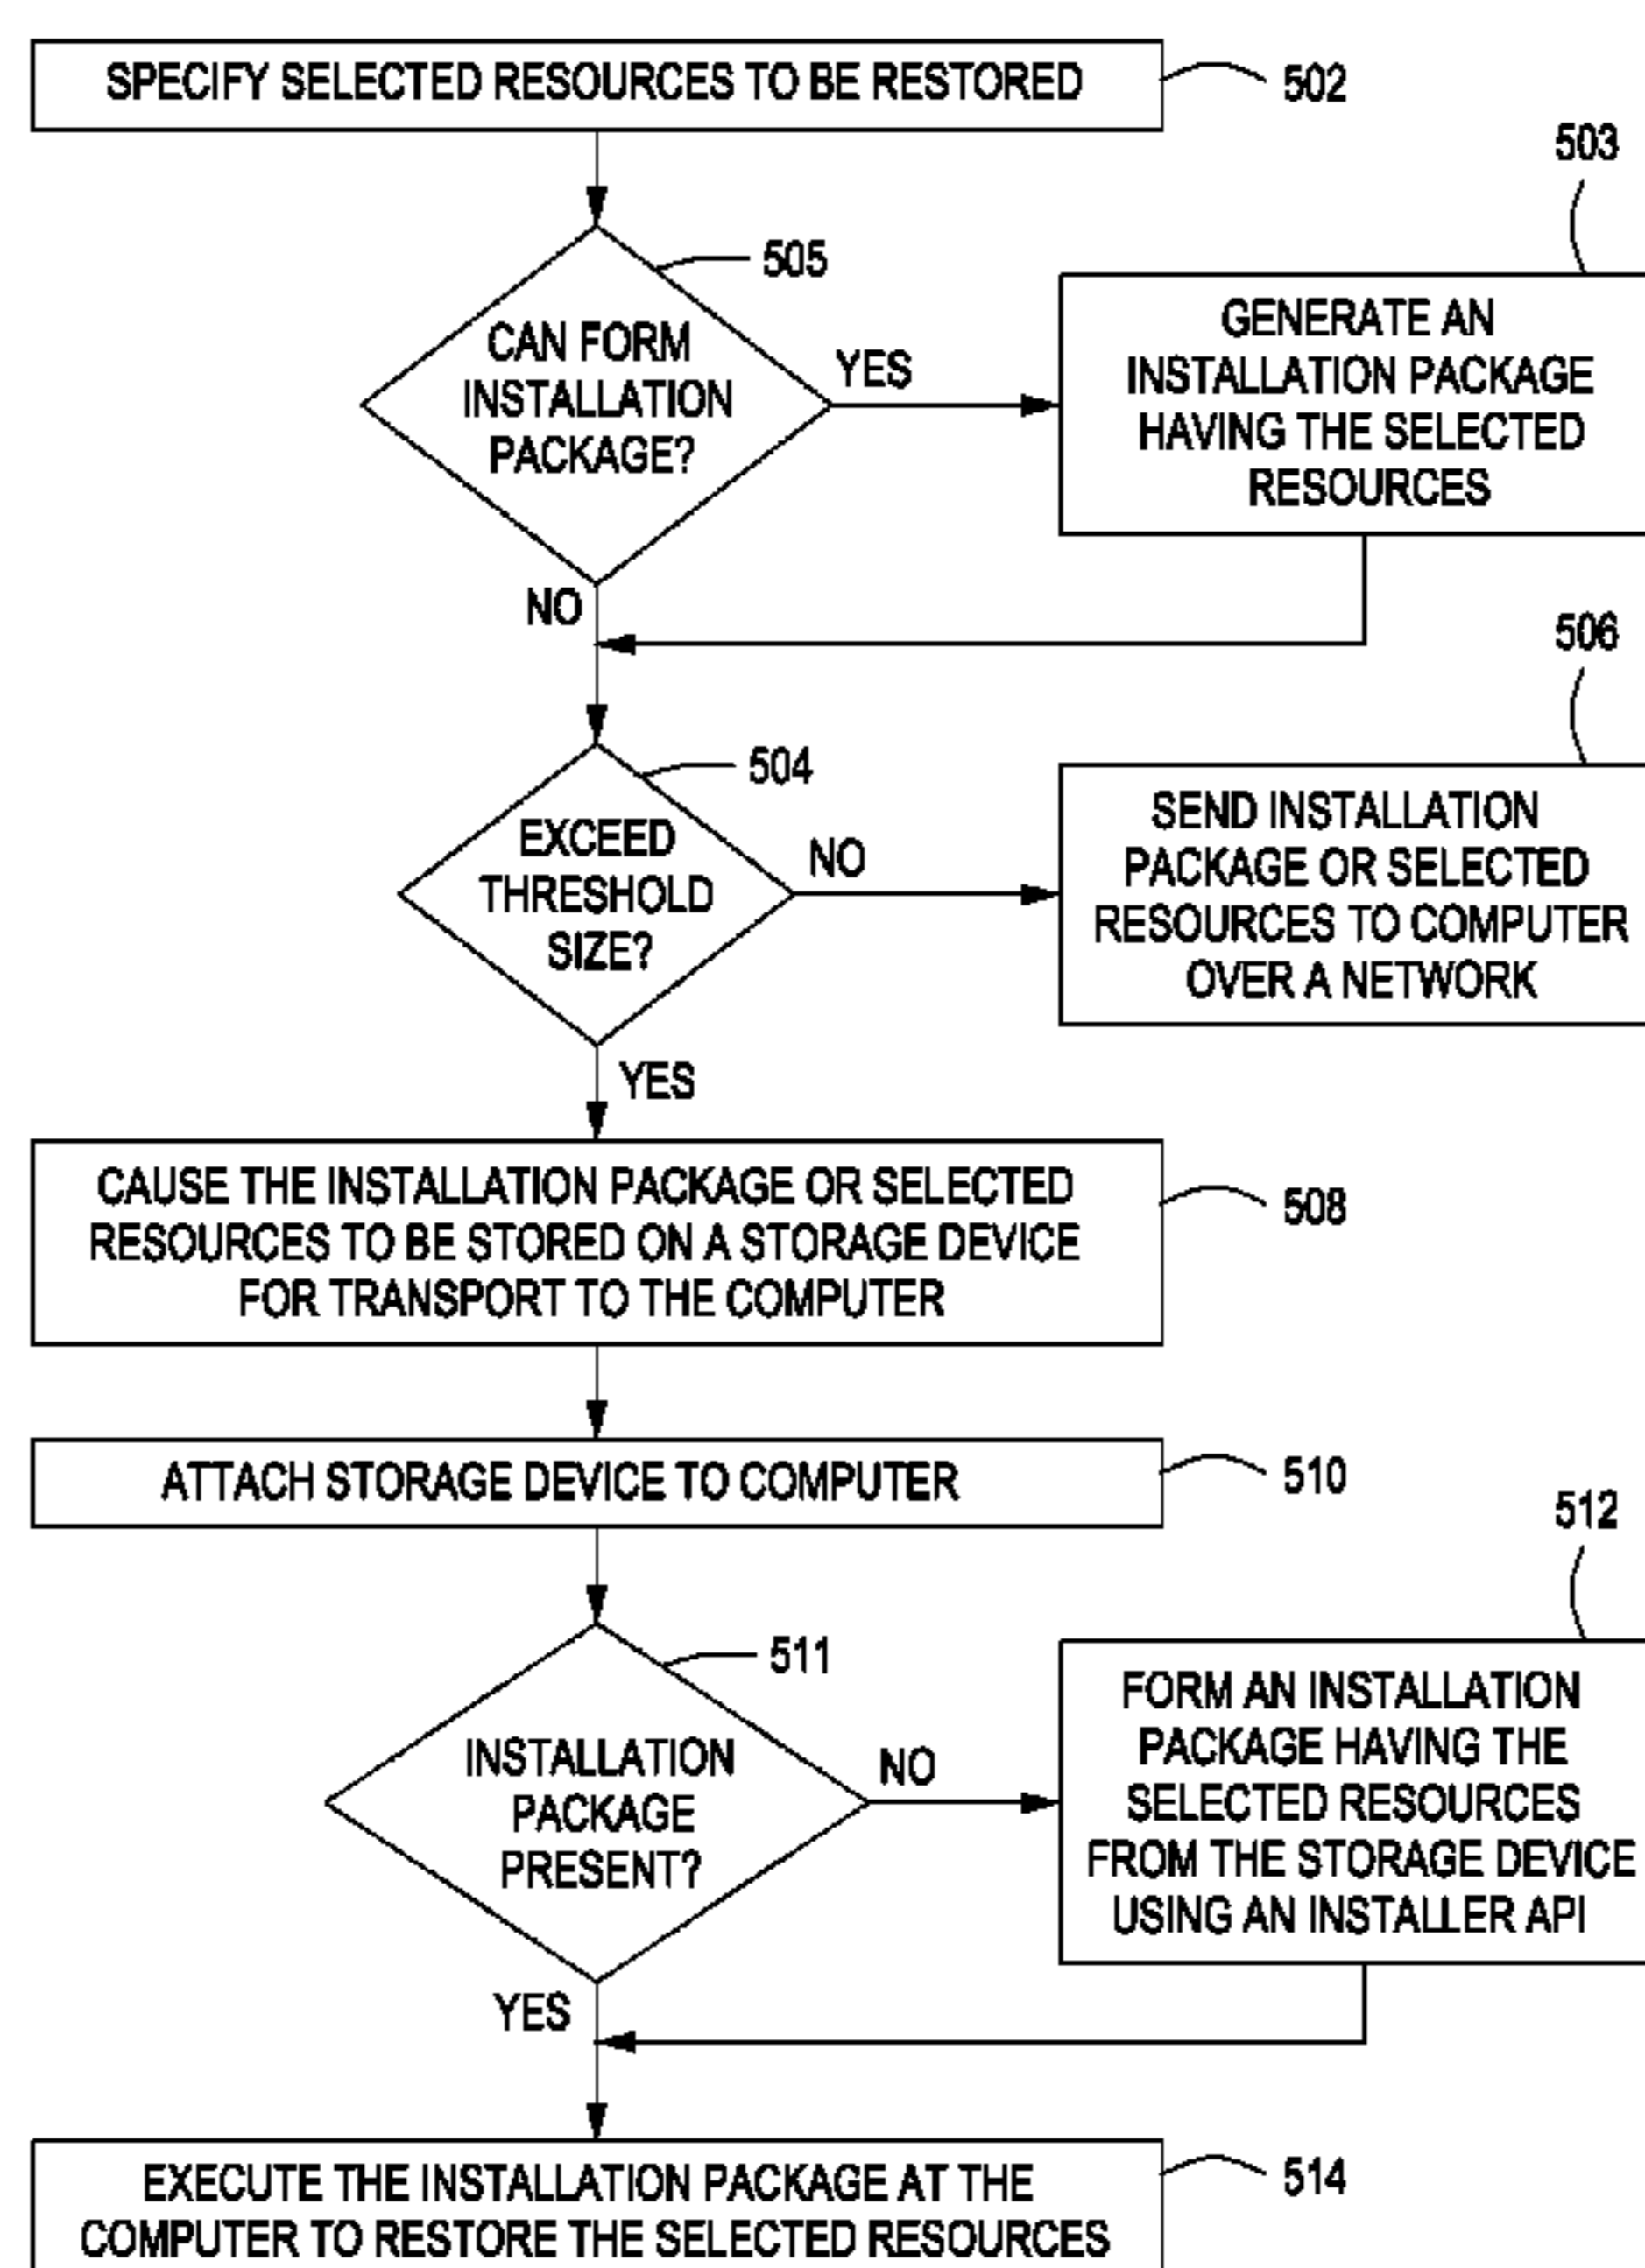 SPECIFY SELECTED RESOURCES TO BE RESTORED
502
503
505
CAN FORM
INSTALLATION
PACKAGE?
YES
GENERATE AN
INSTALLATION PACKAGE
HAVING THE SELECTED
RESOURCES
NO
506
504
EXCEED
THRESHOLD
SIZE?
NO
SEND INSTALLATION
PACKAGE OR SELECTED
RESOURCES TO COMPUTER
OVER A NETWORK
YES
CAUSE THE INSTALLATION PACKAGE OR SELECTED
RESOURCES TO BE STORED ON A STORAGE DEVICE
FOR TRANSPORT TO THE COMPUTER
508
ATTACH STORAGE DEVICE TO COMPUTER
510
512
511
INSTALLATION
PACKAGE
PRESENT?
NO
FORM AN INSTALLATION
PACKAGE HAVING THE
SELECTED RESOURCES
FROM THE STORAGE DEVICE
USING AN INSTALLER API
YES
EXECUTE THE INSTALLATION PACKAGE AT THE
COMPUTER TO RESTORE THE SELECTED RESOURCES
514